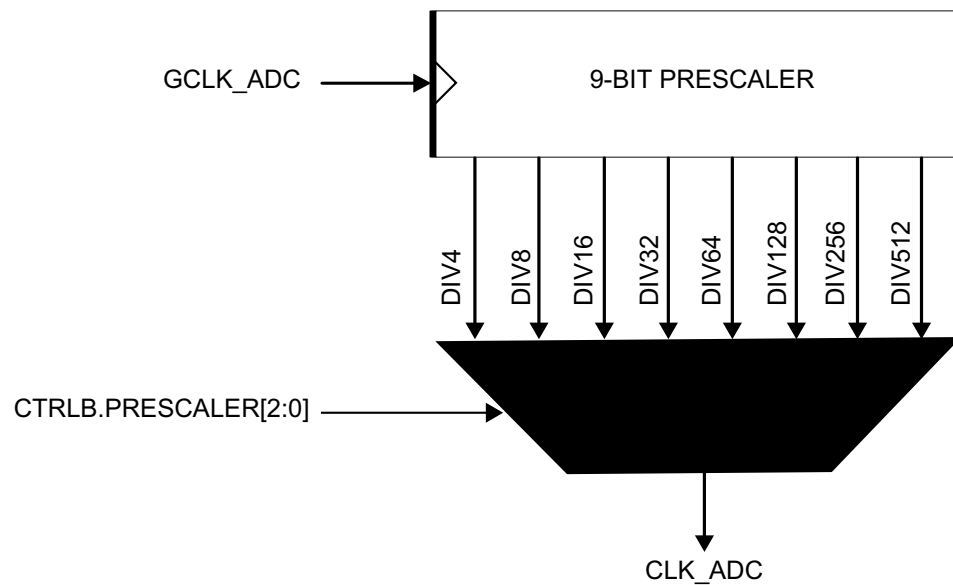 GCLK_ADC
9-BIT PRESCALER
DIV4
DIV8
DIV16
DIV32
DIV64
DIV128
DIV256
DIV512
CTRLB.PRESCALER[2:0]
CLK_ADC